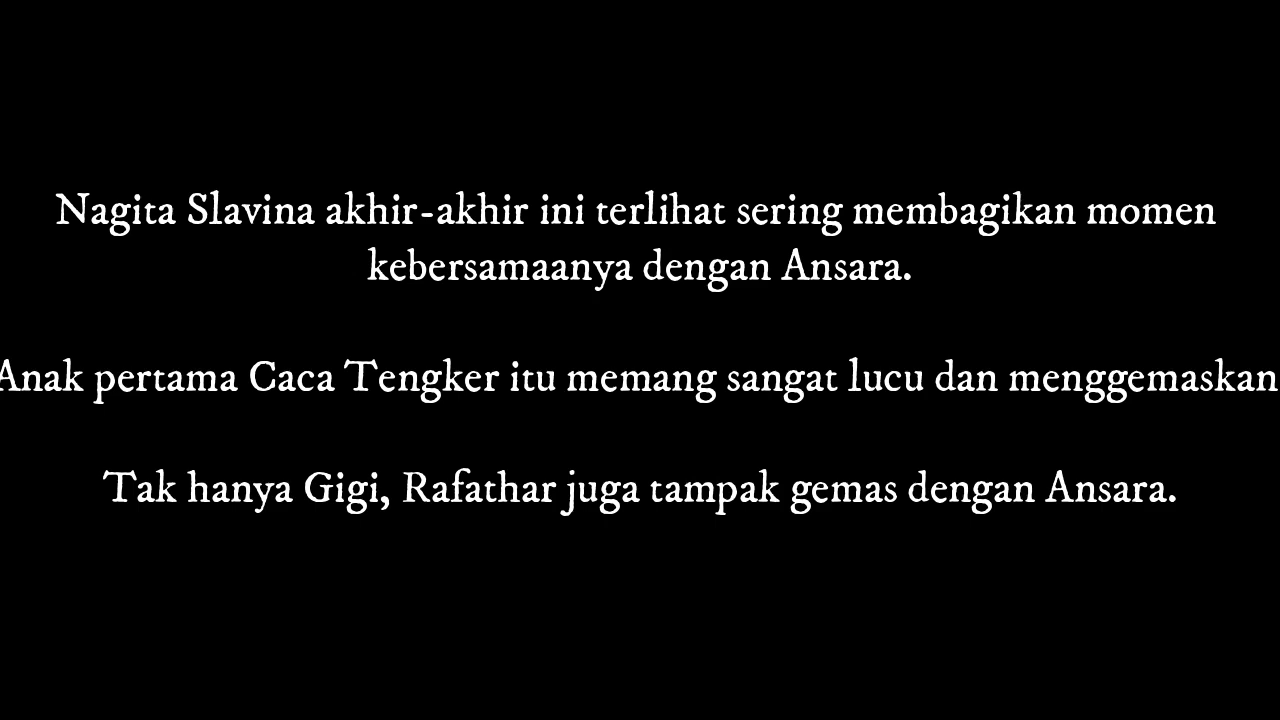 Nagita Slavina akhir-akhir ini terlihat sering membagikan momen
kebersamaanya dengan Ansara.
Anak pertama Caca Tengker itu memang sangat lucu dan menggemaskan
Tak hanya Gigi, Rafathar juga tampak gemas dengan Ansara.